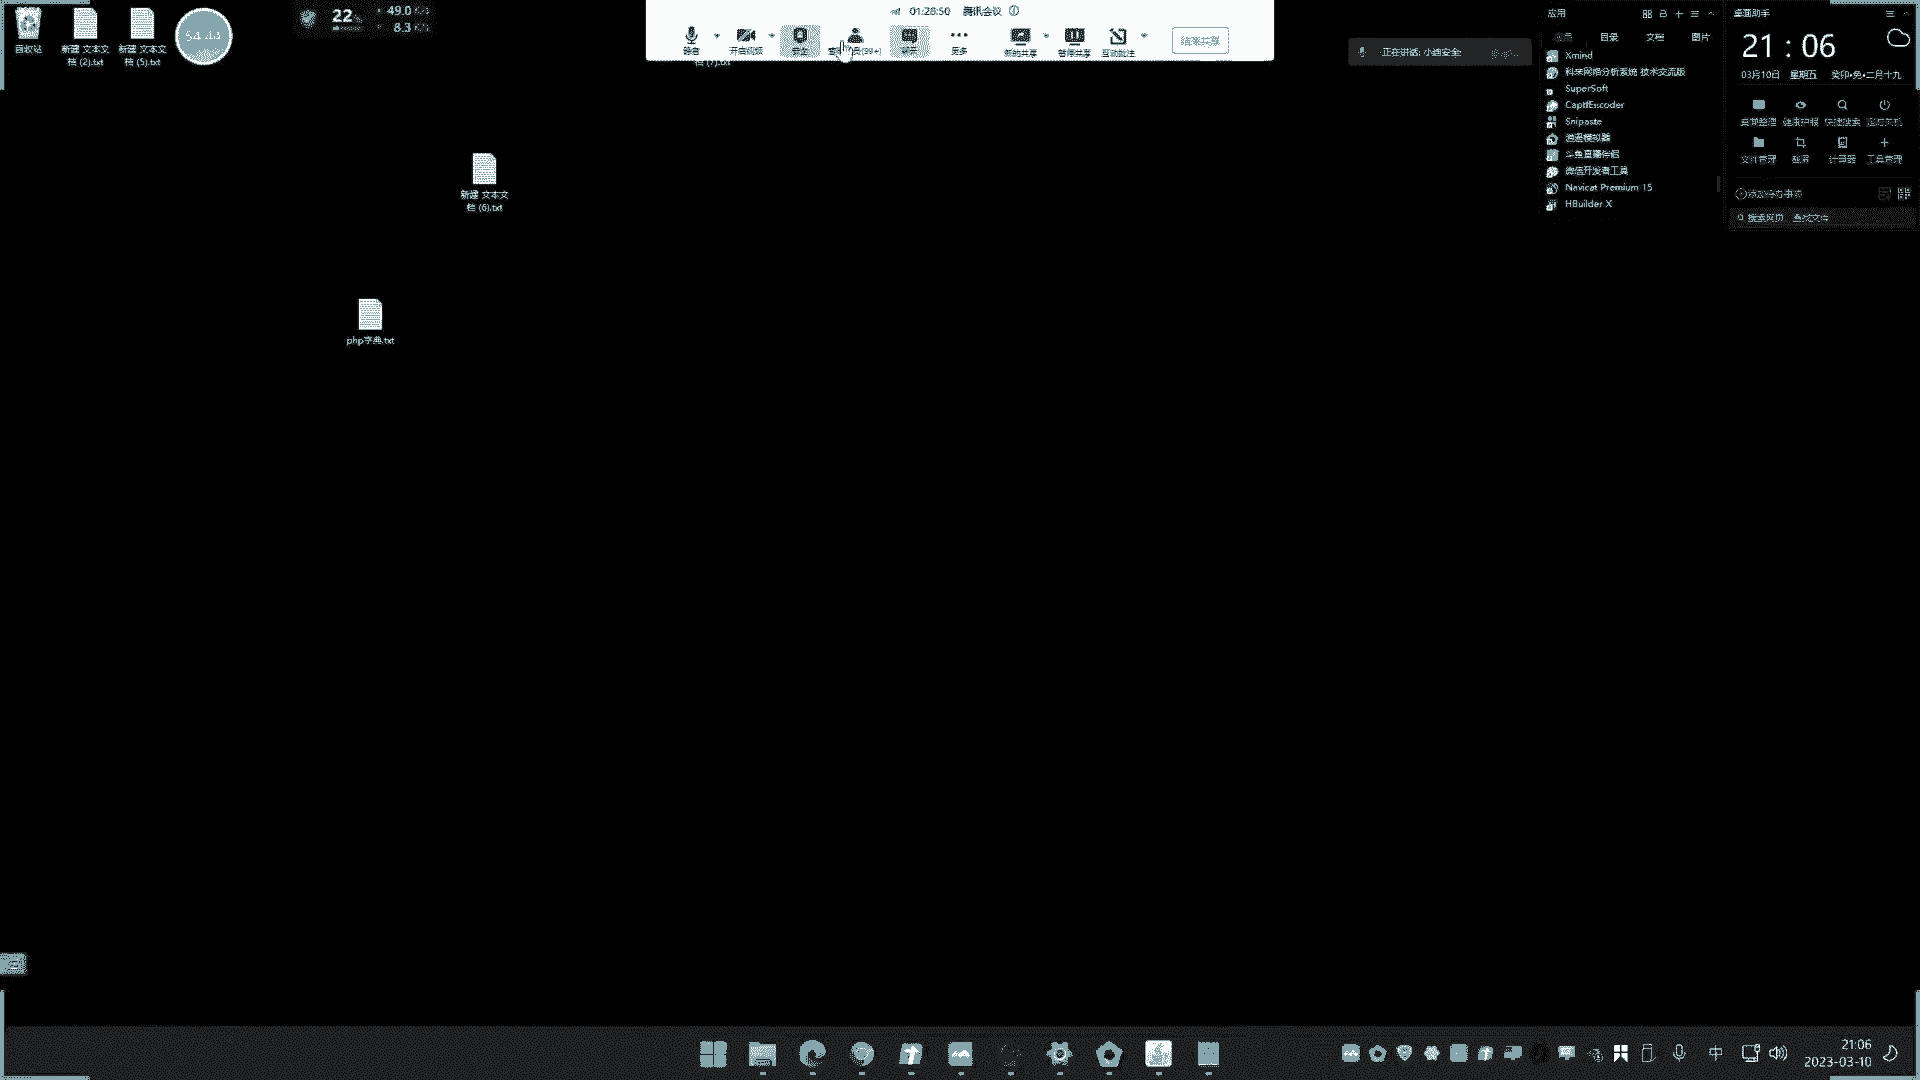 回收站
新建 文本文
档 (2).txt
新建 文本文
档 (5).txt
22
49.0
8.3
01:28:50 腾讯会议
静音
开启视频
安全
员(99+)
聊天
更多
新的共享
暂停共享
互动批注
结束共享
档 (7).txt
正在讲话: 小迪安全
新建 文本文
档 (6).txt
php字典.txt
应用
应用 目录 文档 图片
Xmind
科来网络分析系统 技术交流版
SuperSoft
CaptfEncoder
Snipaste
逍遥模拟器
斗鱼直播伴侣
微信开发者工具
Navicat Premium 15
HBuilder X
桌面助手
21 : 06
03月10日 星期五 癸卯•兔•二月十九
桌面整理 健康护眼 快速搜索 定时关机
文件管理 截屏 计算器 工具管理
添加待办事项
搜索网页、查找文件
中
21:06
2023-03-10